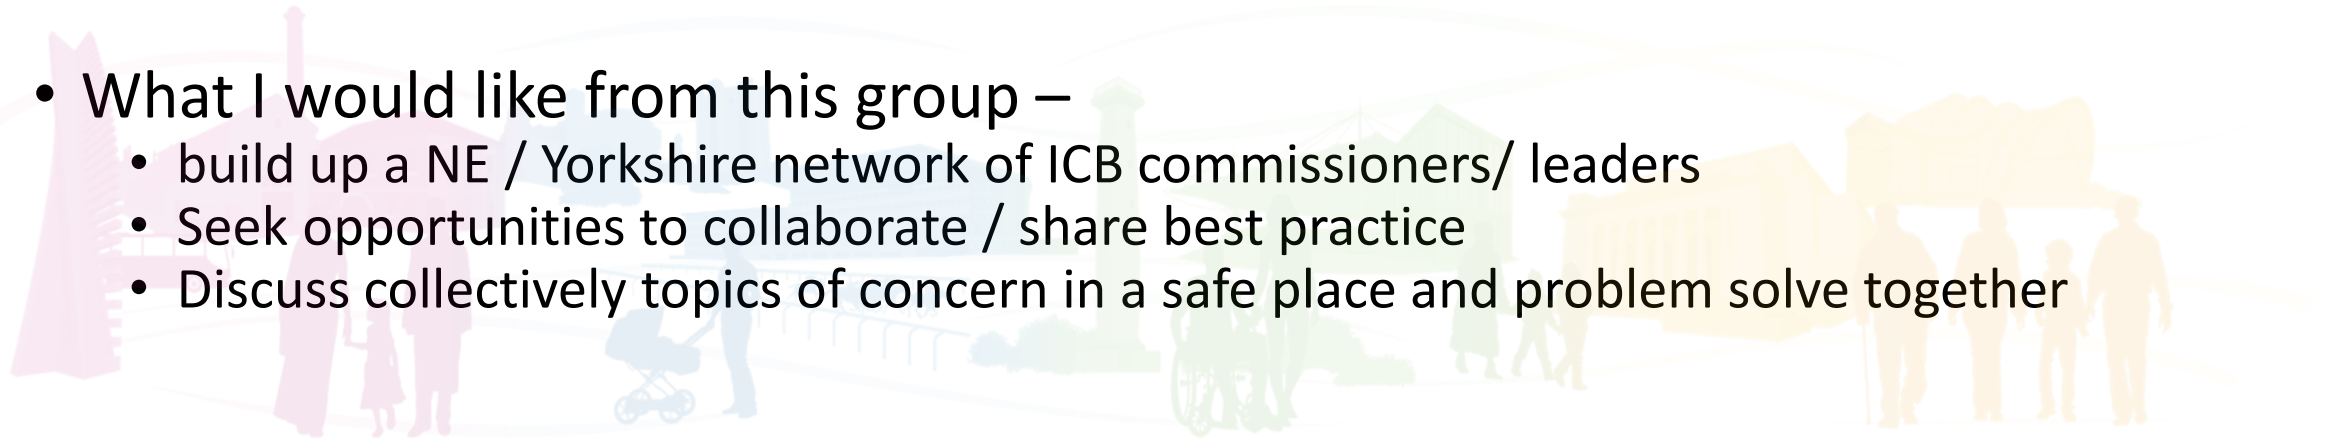 • What I would like from this group –
• build up a NE / Yorkshire network of ICB commissioners/ leaders
• Seek opportunities to collaborate / share best practice
• Discuss collectively topics of concern in a safe place and problem solve together